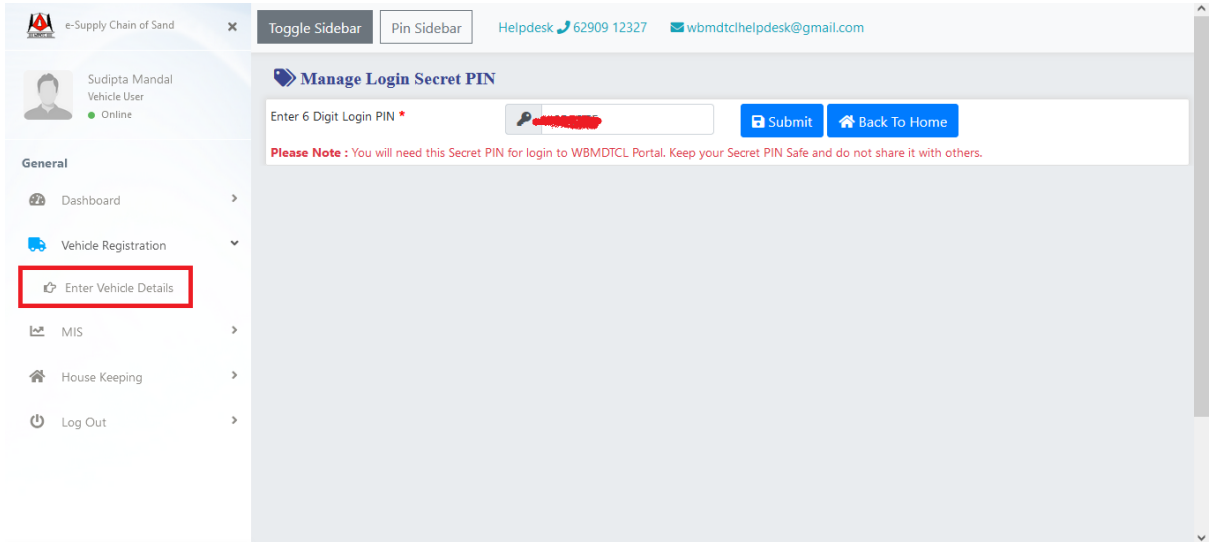 e-Supply Chain of Sand
Toggle Sidebar Pin Sidebar Helpdesk 62909 12327 wbmdtclhelpdesk@gmail.com
Sudipta Mandal
Vehicle User
Online
General
Dashboard
Vehicle Registration
Enter Vehicle Details
MIS
House Keeping
Log Out
Manage Login Secret PIN
Enter 6 Digit Login PIN * Submit Back To Home
Please Note : You will need this Secret PIN for login to WBMDTCL Portal. Keep your Secret PIN Safe and do not share it with others.